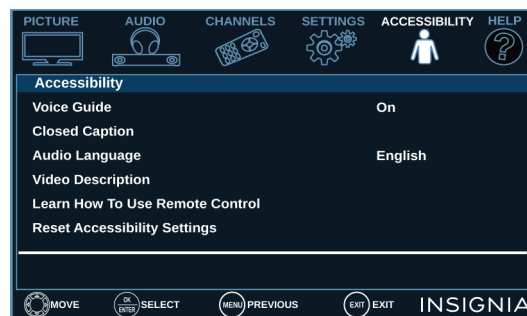 PICTURE AUDIO CHANNELS SETTINGS ACCESSIBILITY HELP
Accessibility
Voice Guide On
Closed Caption
Audio Language English
Video Description
Learn How To Use Remote Control
Reset Accessibility Settings
MOVE OK ENTER SELECT MENU PREVIOUS EXIT EXIT INSIGNIA